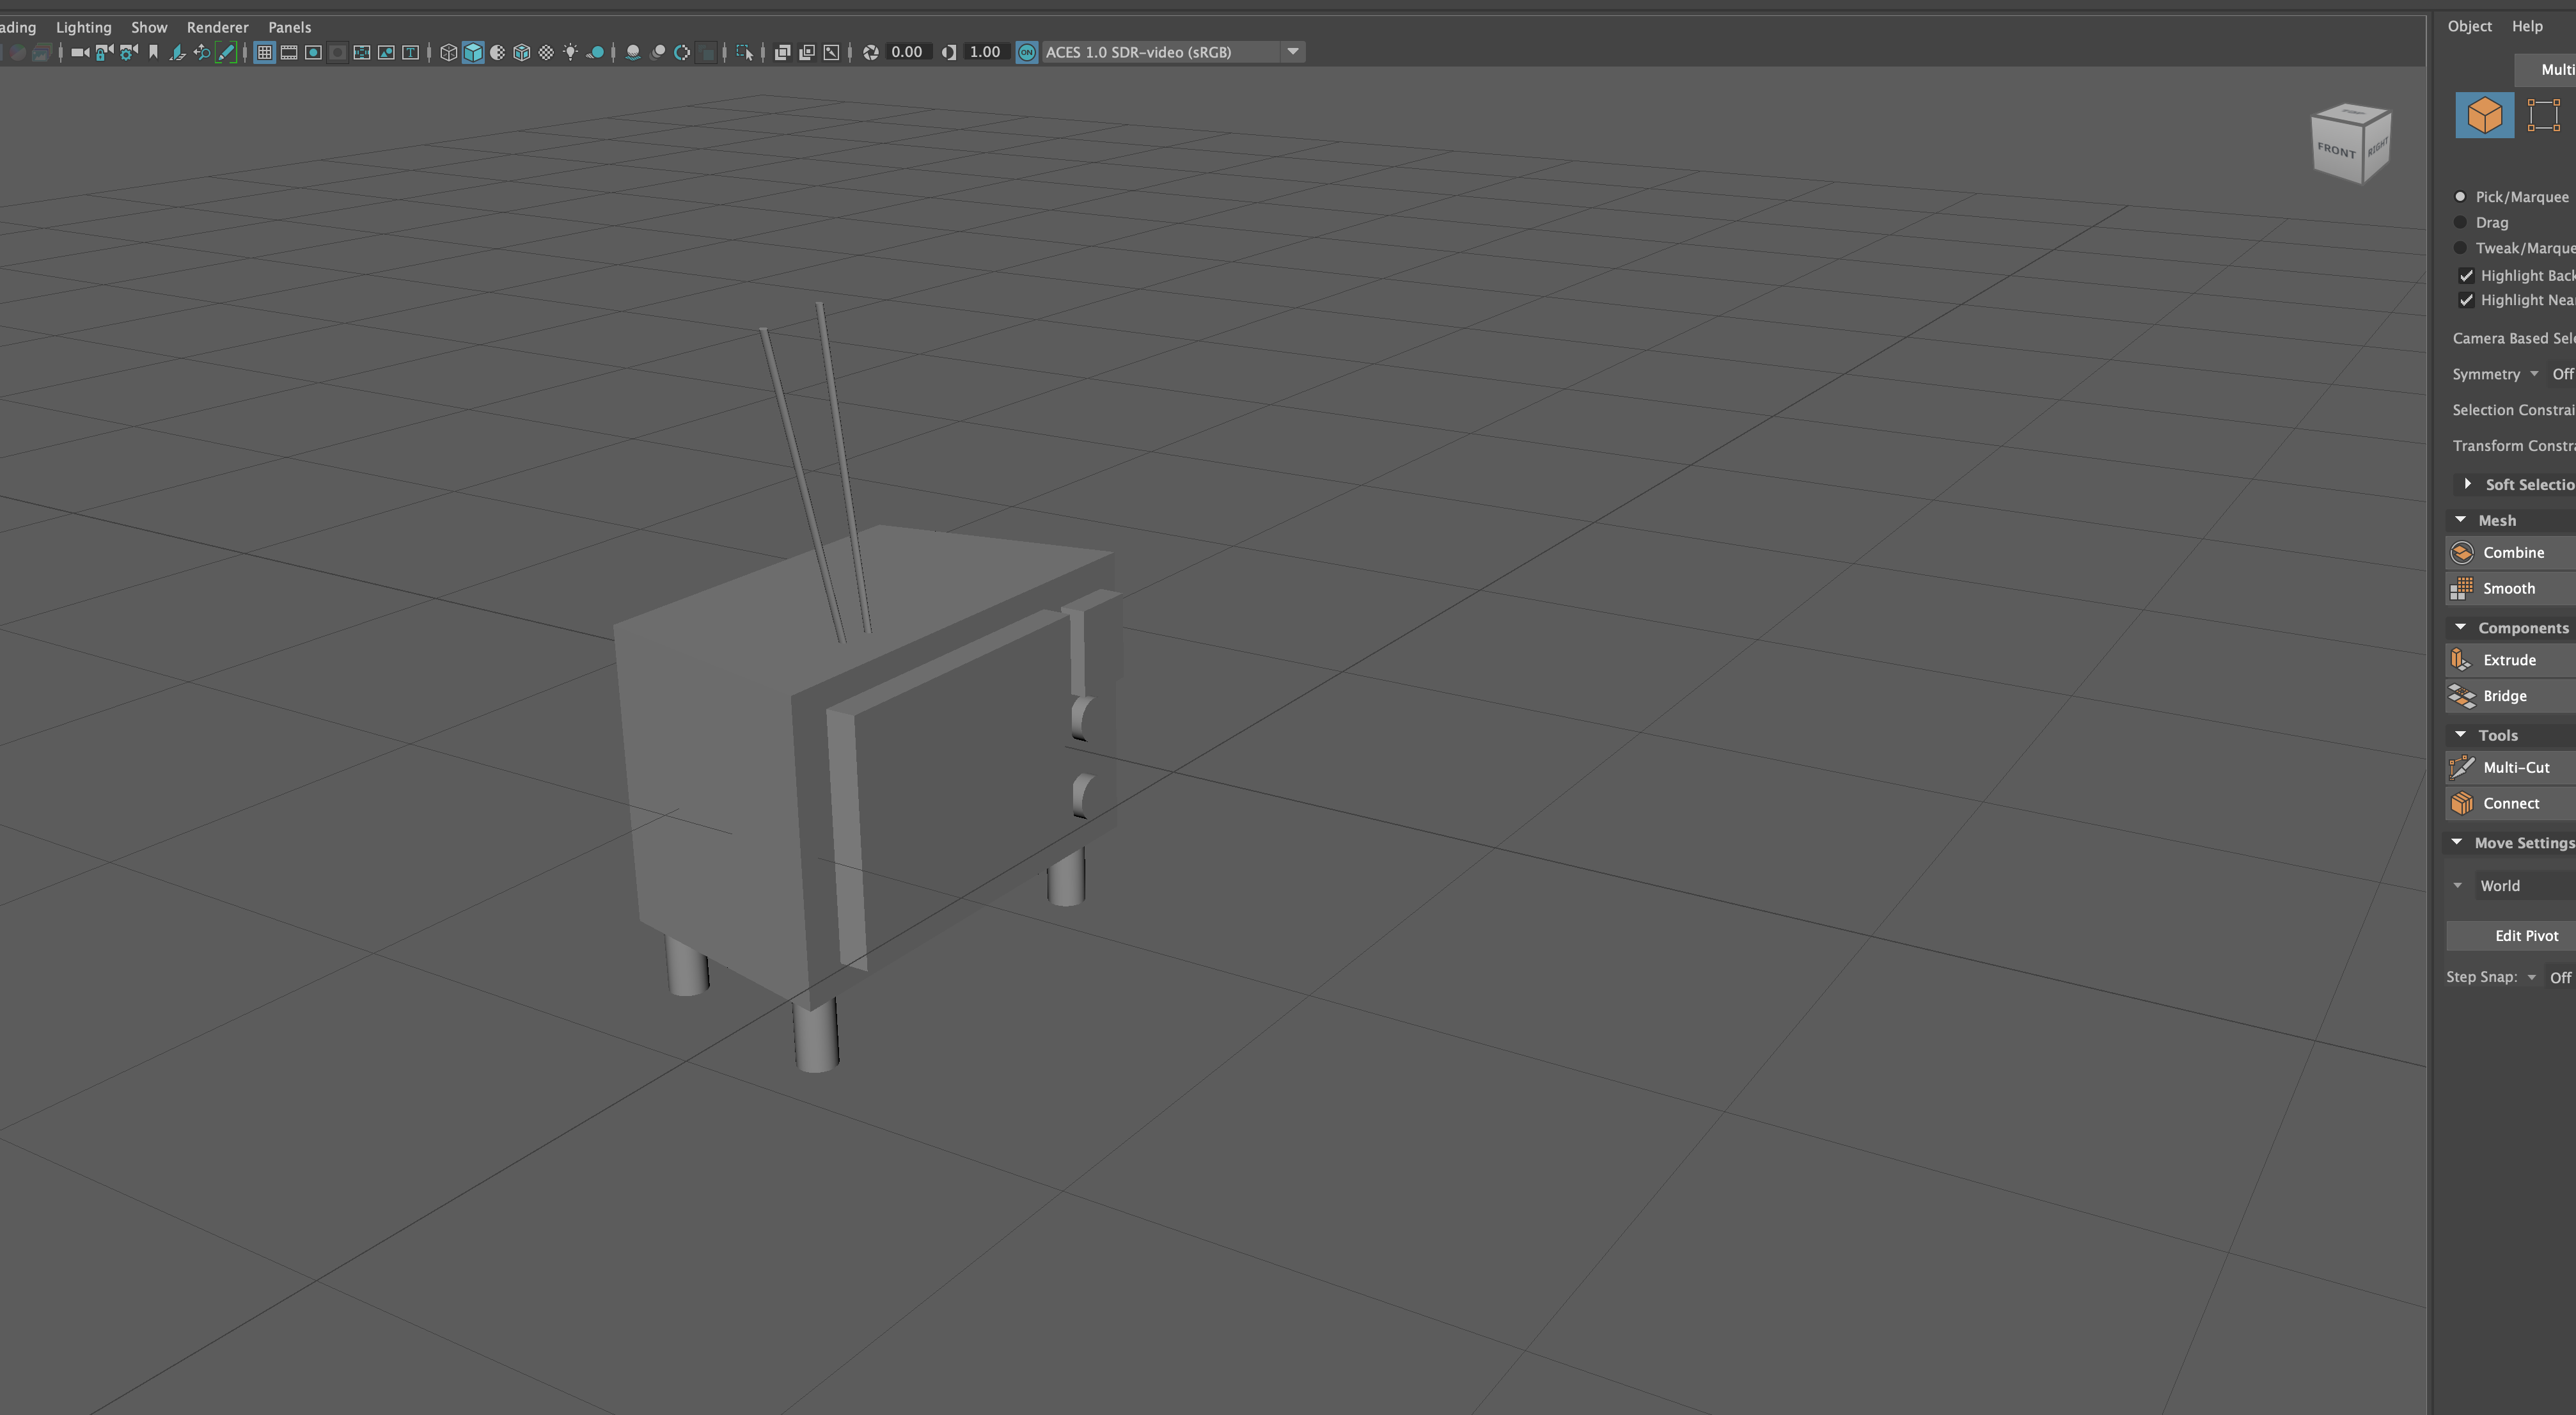 ading Lighting Show Renderer Panels
0.00 1.00 ON ACES 1.0 SDR-video (sRGB)
FRONT RIGHT
Object Help
Multi
Pick/Marquee
Drag
Tweak/Marque
Highlight Back
Highlight Nea
Camera Based Sele
Symmetry Off
Selection Constrai
Transform Constra
Soft Selectio
Mesh
Combine
Smooth
Components
Extrude
Bridge
Tools
Multi-Cut
Connect
Move Settings
World
Edit Pivot
Step Snap: Off